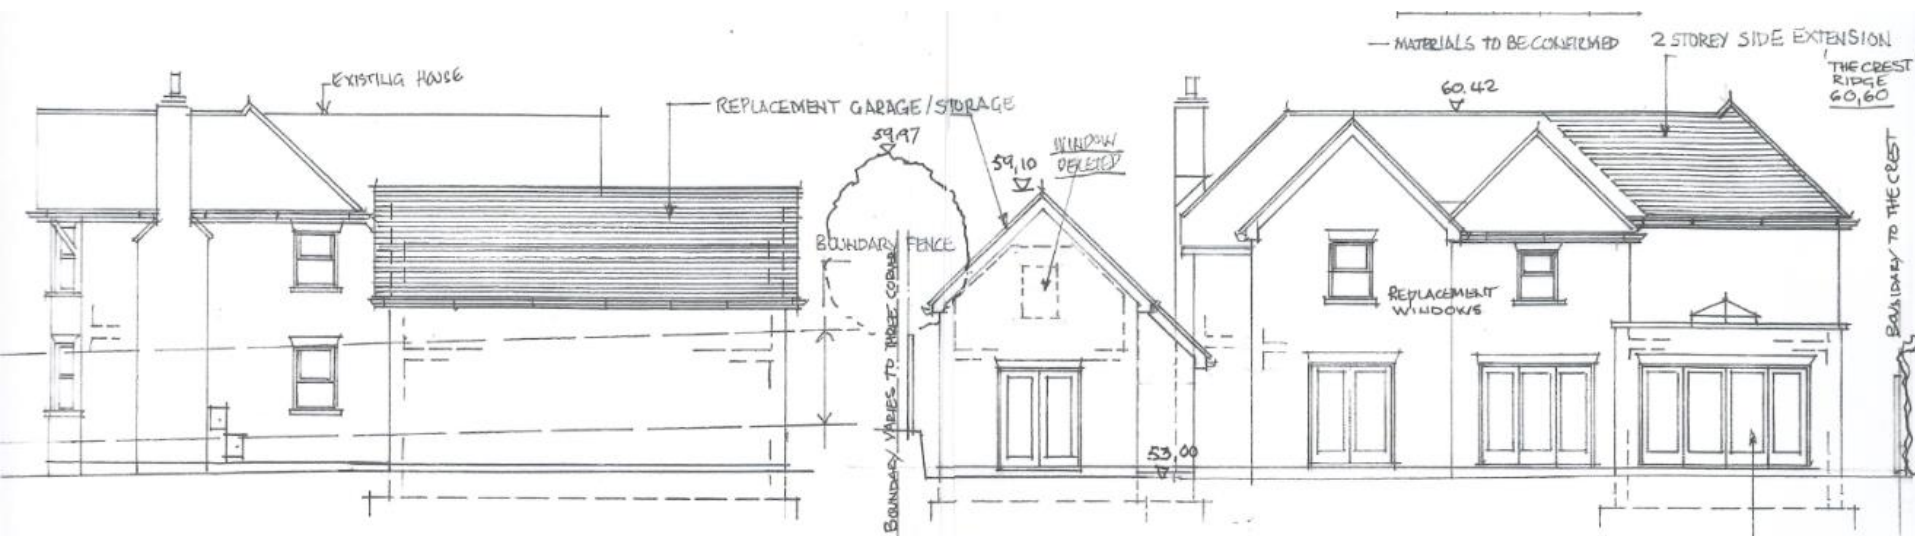 EXISTING HOUSE
REPLACEMENT GARAGE/STORAGE
59,97
59,10
WINDOW
DELETED
BOUNDARY FENCE
BOUNDARY VARIES TO THREE CORNER
53,00
MATERIALS TO BE CONFIRMED
2 STOREY SIDE EXTENSION
THE CREST
RIDGE
60,60
60.42
REPLACEMENT
WINDOWS
BOUNDARY TO THE CREST